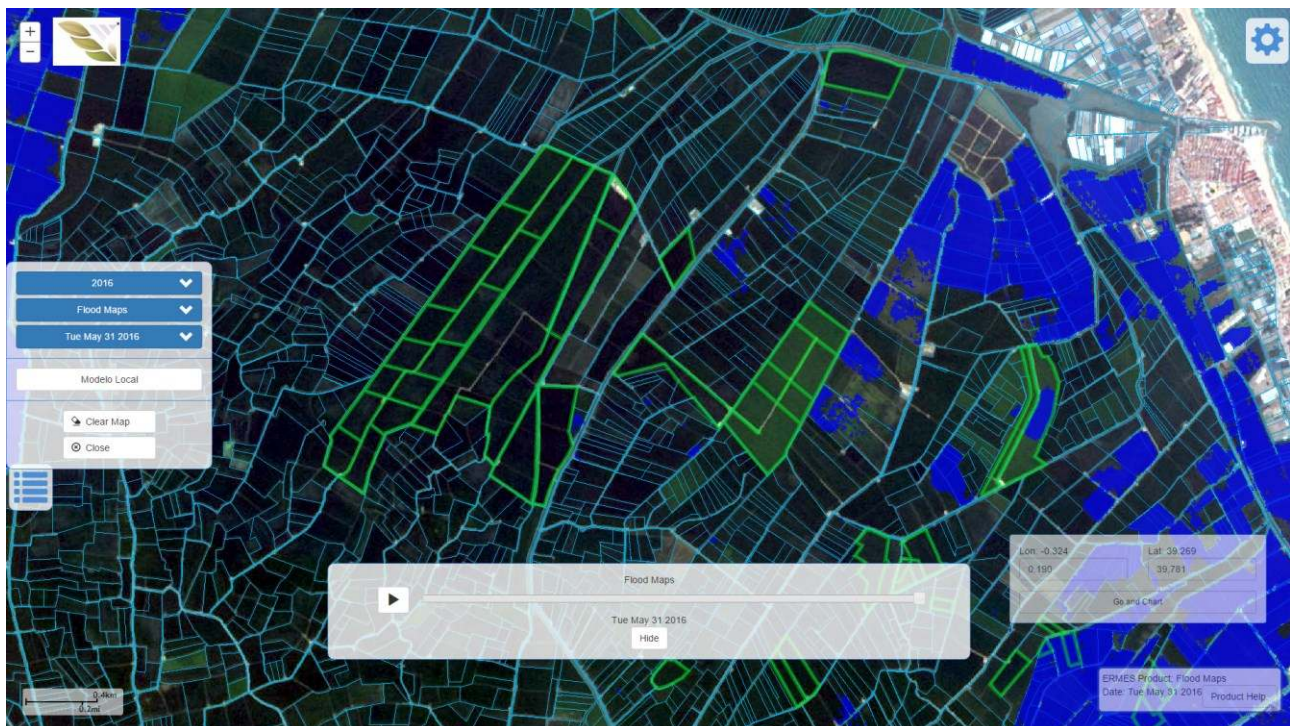 +
−
2016
Flood Maps
Tue May 31 2016
Modelo Local
Clear Map
Close
Lon: -0.324 Lat: 39.269
0.190 39,781
Go and Chart
Flood Maps
Tue May 31 2016
Hide
0.4km
0.2mi
ERMES Product: Flood Maps
Date: Tue May 31 2016
Product Help